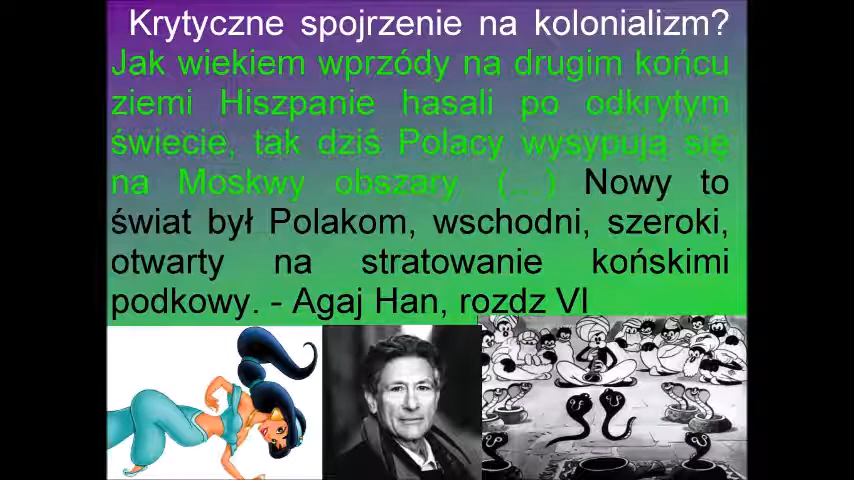 Krytyczne spojrzenie na kolonializm?
Jak wiekiem wprzódy na drugim końcu
ziemi Hiszpanie hasali po odkrytym
świecie, tak dziś Polacy wysypują się
na Moskwy obszary. (...) Nowy to
świat był Polakom, wschodni, szeroki,
otwarty na stratowanie końskimi
podkowy. - Agaj Han, rozdz VI